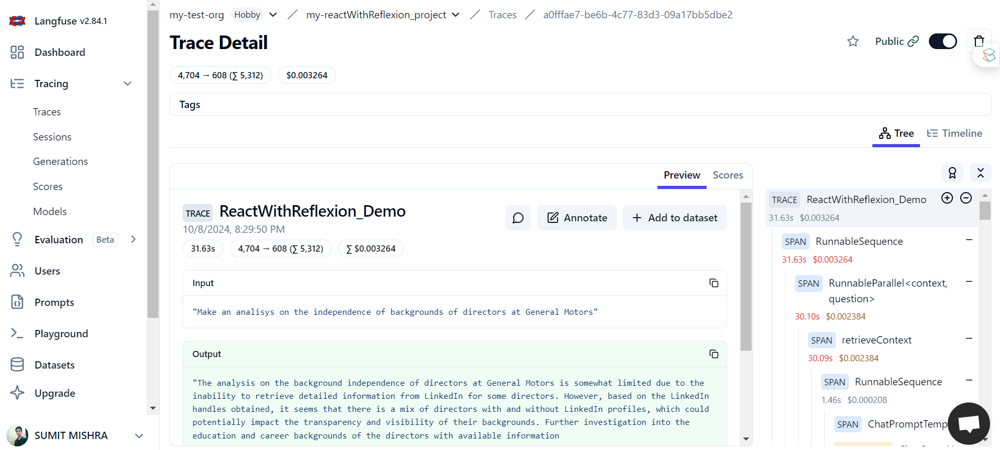 Langfuse v2.84.1
Dashboard
Tracing
Traces
Sessions
Generations
Scores
Models
Evaluation Beta
Users
Prompts
Playground
Datasets
Upgrade
SUMIT MISHRA
my-test-org Hobby / my-reactWithReflexion_project / Traces / a0fffae7-be6b-4c77-83d3-09a17bb5dbe2
Trace Detail
Public
4,704 → 608 (∑ 5,312) $0.003264
Tags
Tree Timeline
Preview Scores
TRACE ReactWithReflexion_Demo
10/8/2024, 8:29:50 PM
Annotate + Add to dataset
31.63s 4,704 → 608 (∑ 5,312) ∑ $0.003264
Input
"Make an analisys on the independence of backgrounds of directors at General Motors"
Output
"The analysis on the background independence of directors at General Motors is somewhat limited due to the
inability to retrieve detailed information from LinkedIn for some directors. However, based on the LinkedIn
handles obtained, it seems that there is a mix of directors with and without LinkedIn profiles, which could
potentially impact the transparency and visibility of their backgrounds. Further investigation into the
education and career backgrounds of the directors with available information
TRACE ReactWithReflexion_Demo
31.63s $0.003264
SPAN RunnableSequence
31.63s $0.003264
SPAN RunnableParallel<context,
question>
30.10s $0.002384
SPAN retrieveContext
30.09s $0.002384
SPAN RunnableSequence
1.46s $0.000208
SPAN ChatPromptTemp